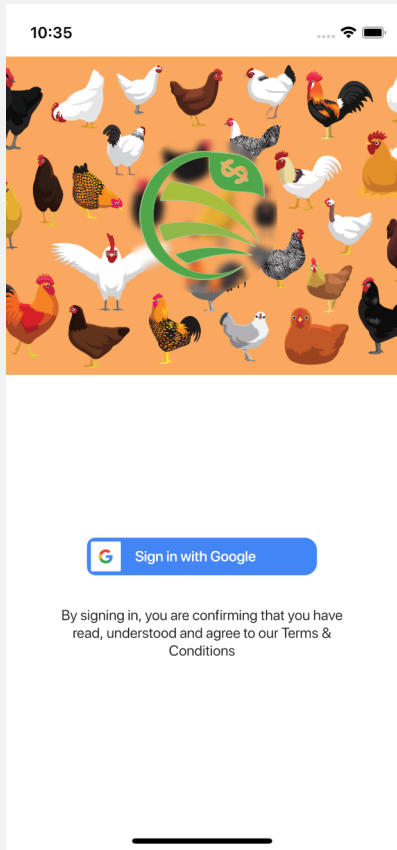 10:35
$
Sign in with Google
By signing in, you are confirming that you have
read, understood and agree to our Terms &
Conditions